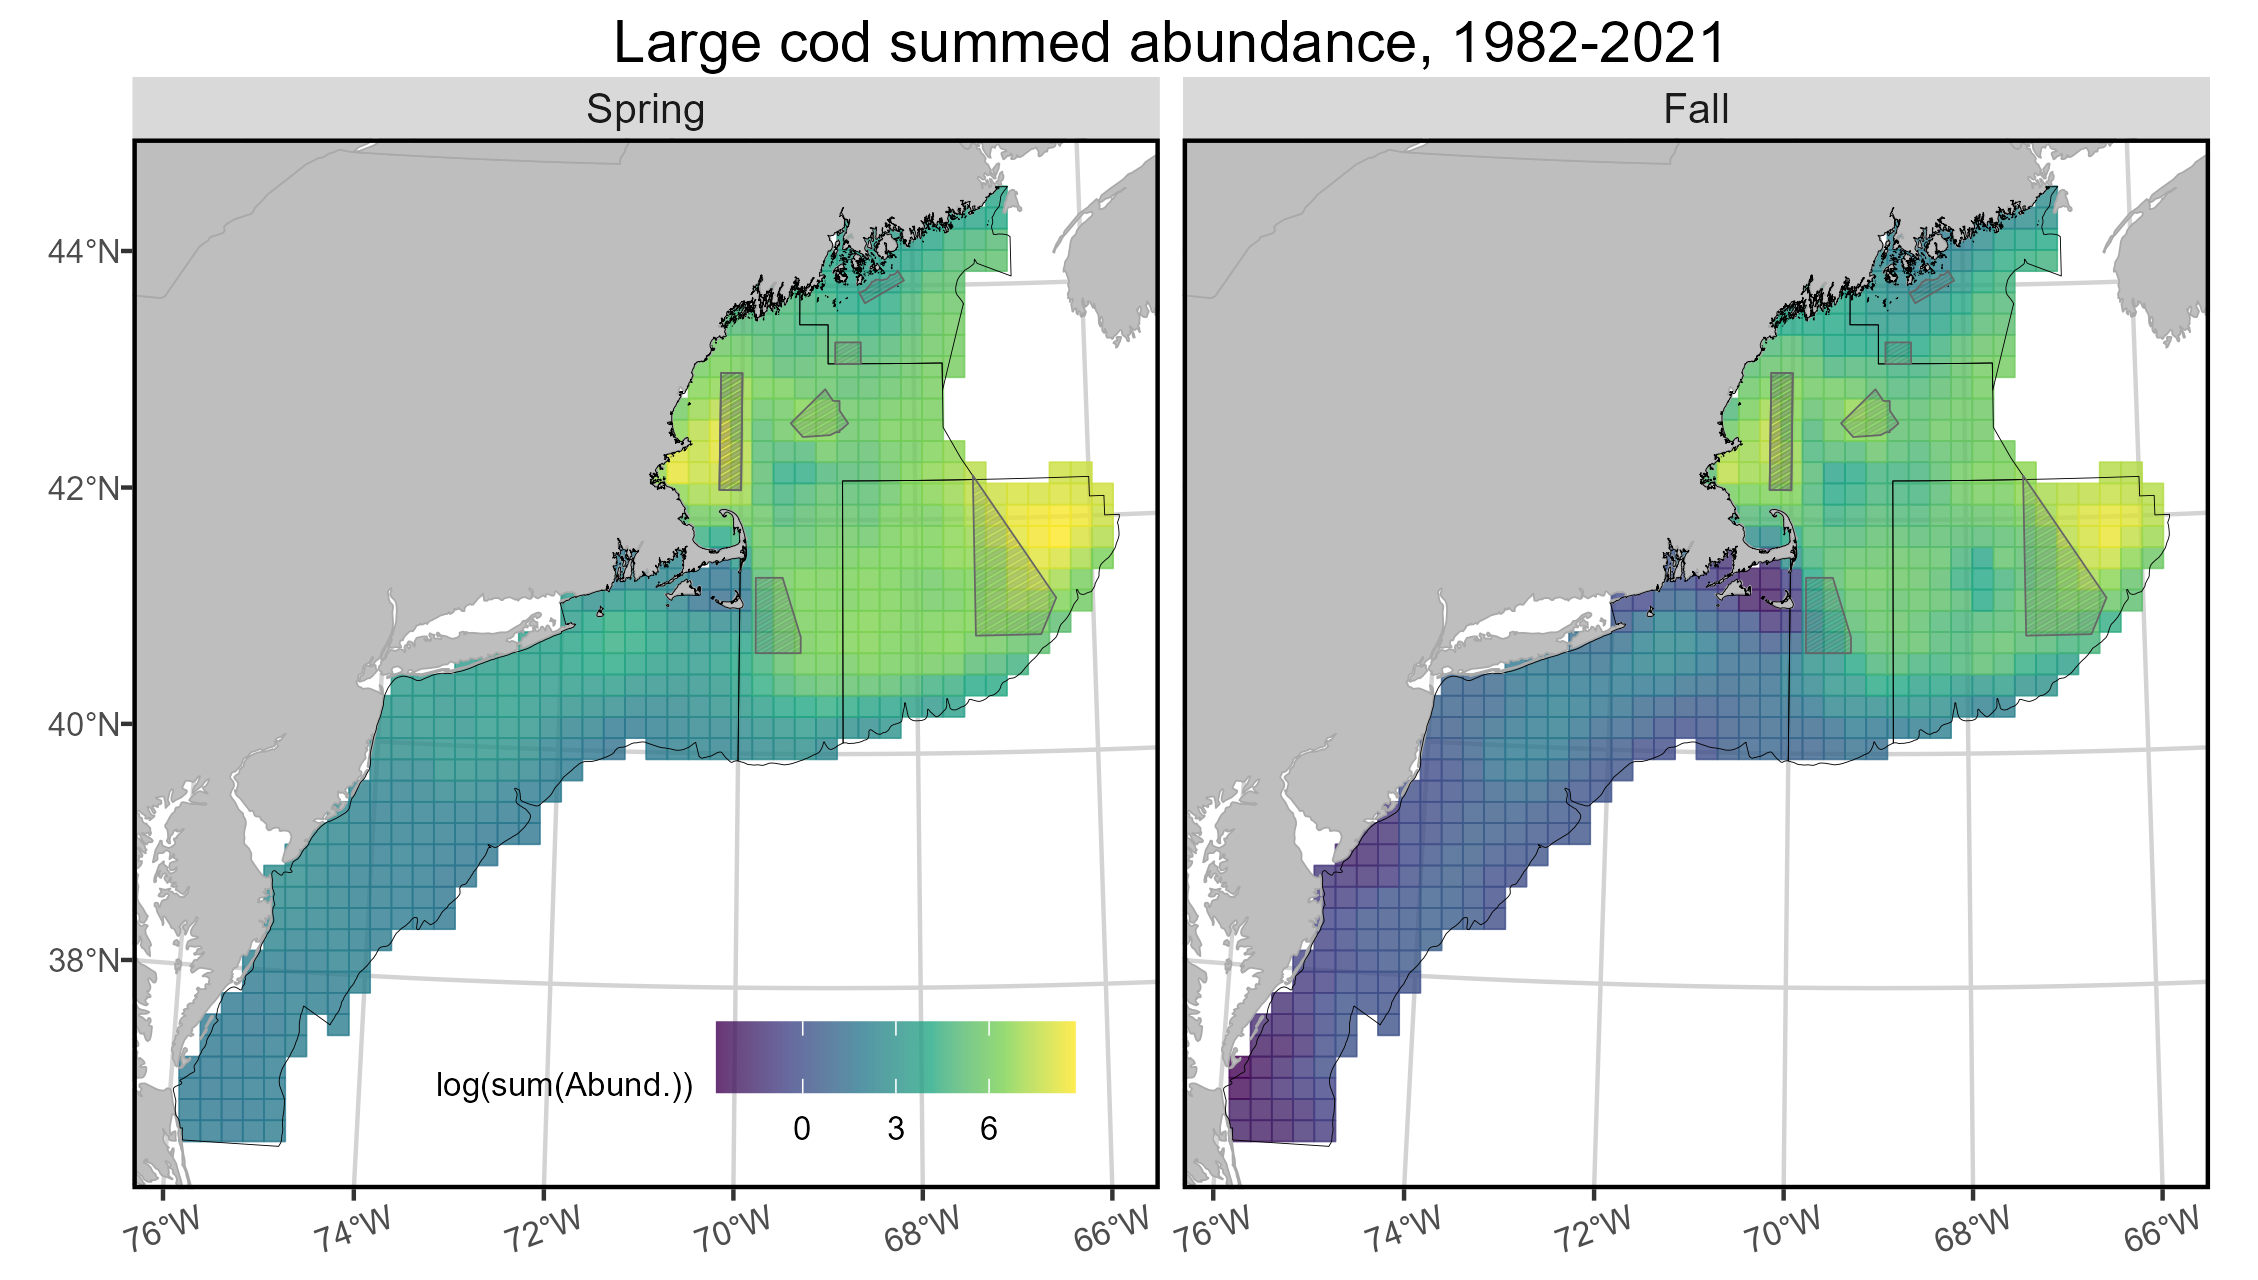 Large cod summed abundance, 1982-2021
Spring
Fall
44°N
42°N
40°N
38°N
log(sum(Abund.))
0 3 6
76°W 74°W 72°W 70°W 68°W 66°W
76°W 74°W 72°W 70°W 68°W 66°W